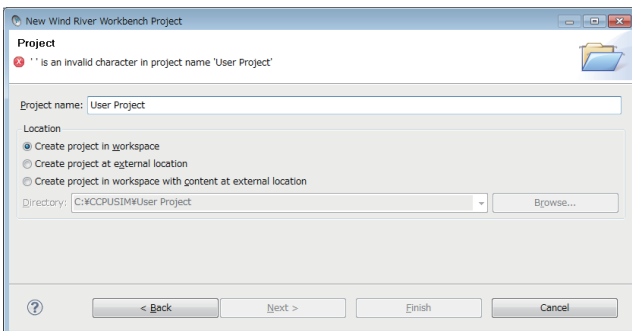 New Wind River Workbench Project
Project
' ' is an invalid character in project name 'User Project'
Project name: User Project
Location
Create project in workspace
Create project at external location
Create project in workspace with content at external location
Directory: C:¥CCPUSIM¥User Project Browse...
? < Back Next > Finish Cancel